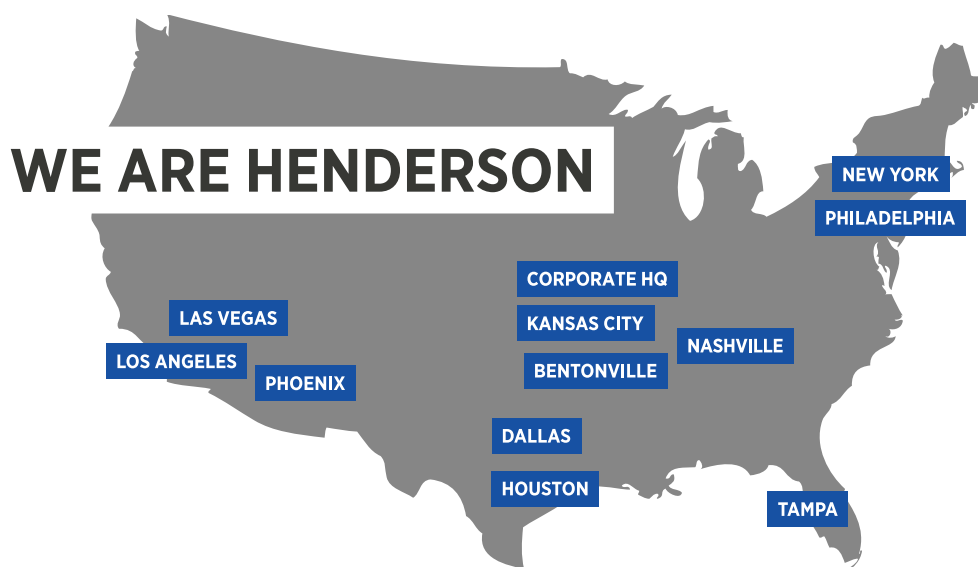 WE ARE HENDERSON
NEW YORK
PHILADELPHIA
CORPORATE HQ
LAS VEGAS
KANSAS CITY
NASHVILLE
LOS ANGELES
BENTONVILLE
PHOENIX
DALLAS
HOUSTON
TAMPA